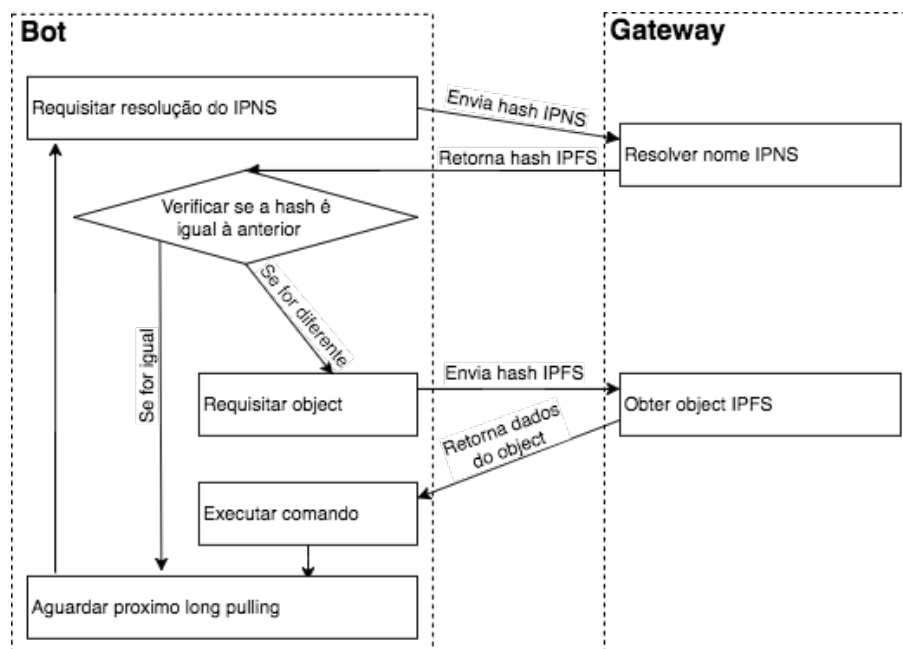 Bot
Gateway
Requisitar resolução do IPNS
Envia hash IPNS
Resolver nome IPNS
Retorna hash IPFS
Verificar se a hash é
igual à anterior
Se for diferente
Se for igual
Requisitar object
Envia hash IPFS
Obter object IPFS
Retorna dados
do object
Executar comando
Aguardar proximo long pulling